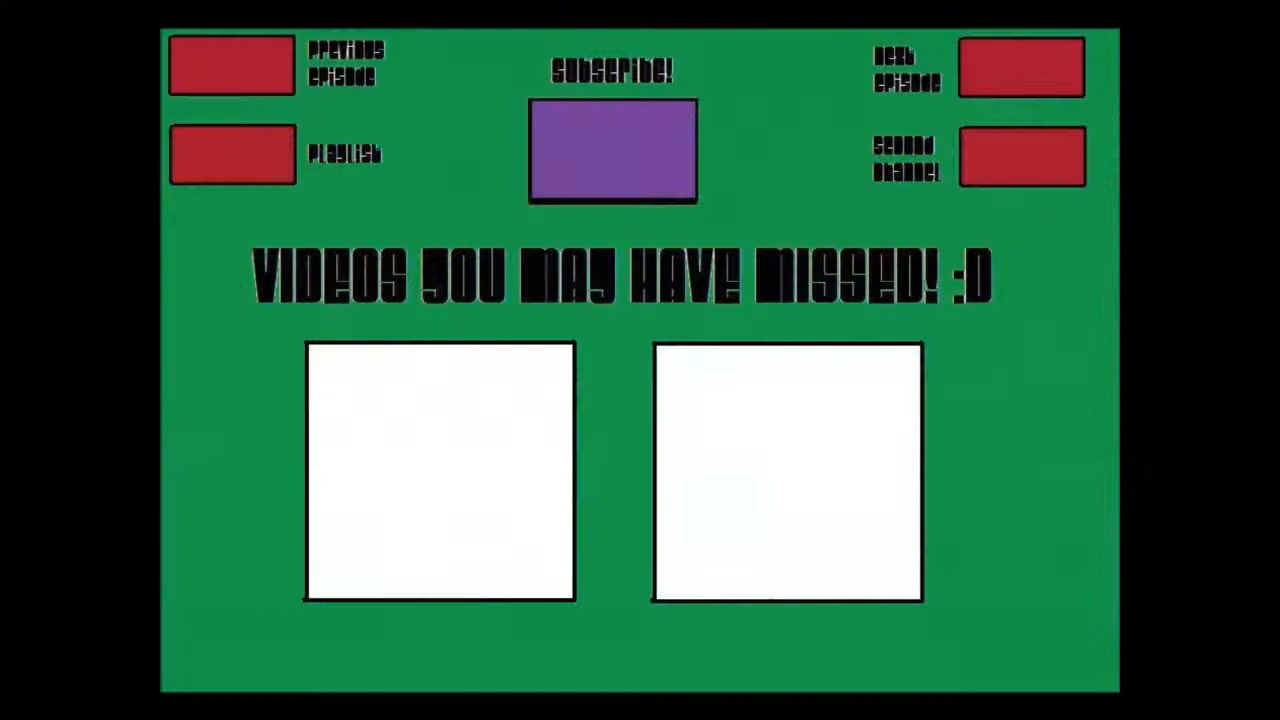 Previous
Episode
Subscribe!
Next
Episode
Playlist
Second
Channel
VIDEOS YOU MAY HAVE MISSED! :D